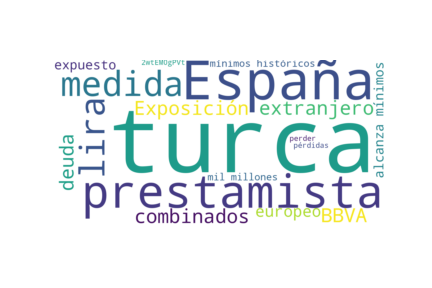 expuesto
2wtEMOgPVt
mínimos históricos
medida
España
alcanza mínimos
Exposición
extranjero
lira
deuda
turca
perder
pérdidas
mil millones
prestamista
combinados
europeo
BBVA